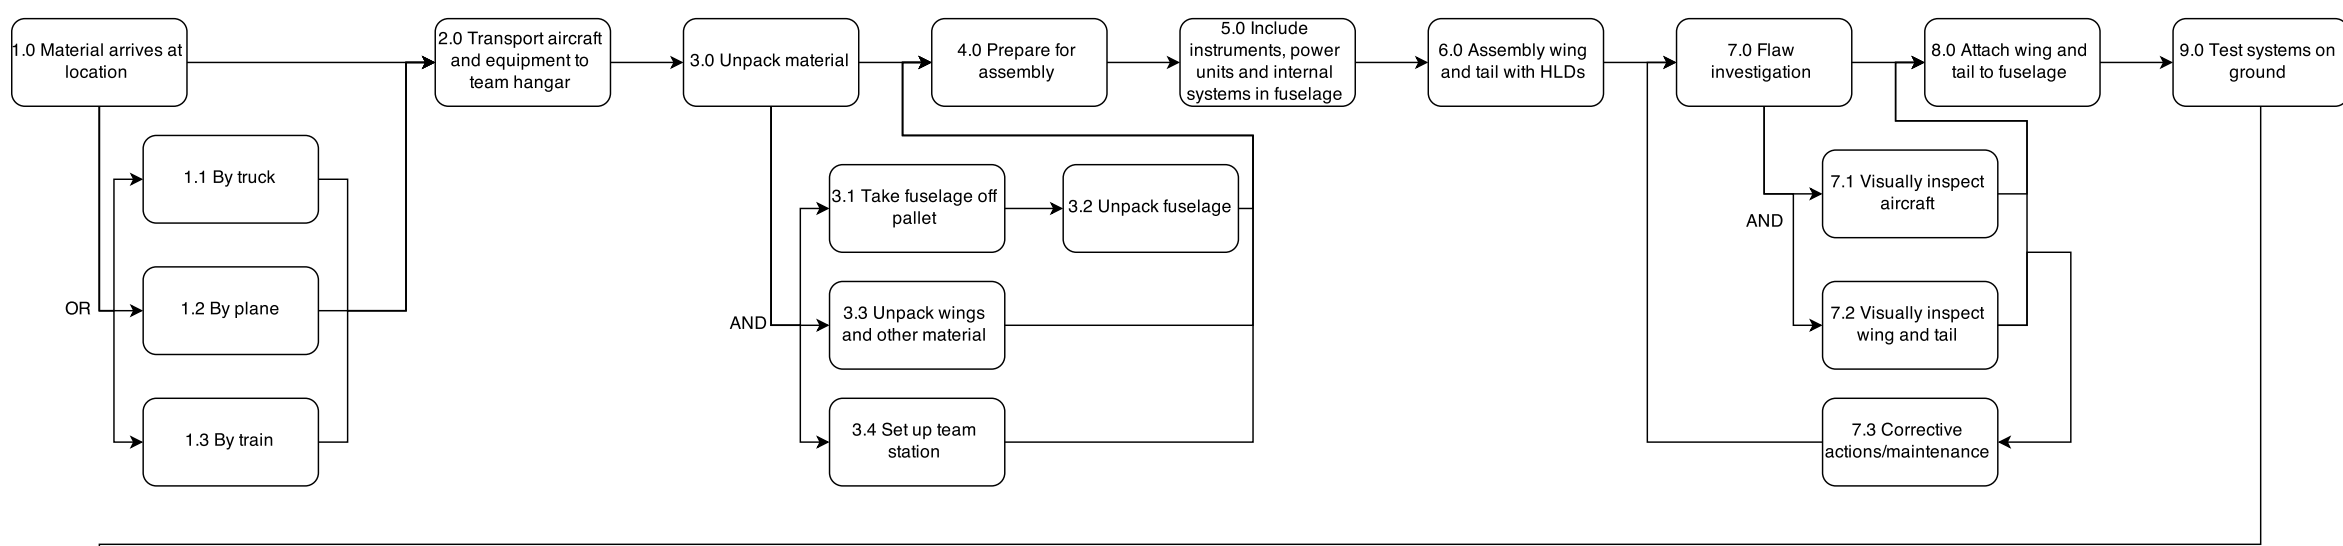 1.0 Material arrives at
location
2.0 Transport aircraft
and equipment to
team hangar
3.0 Unpack material
4.0 Prepare for
assembly
5.0 Include
instruments, power
units and internal
systems in fuselage
6.0 Assembly wing
and tail with HLDs
7.0 Flaw
investigation
8.0 Attach wing and
tail to fuselage
9.0 Test systems on
ground
OR
1.1 By truck
1.2 By plane
1.3 By train
AND
3.1 Take fuselage off
pallet
3.2 Unpack fuselage
3.3 Unpack wings
and other material
3.4 Set up team
station
AND
7.1 Visually inspect
aircraft
7.2 Visually inspect
wing and tail
7.3 Corrective
actions/maintenance